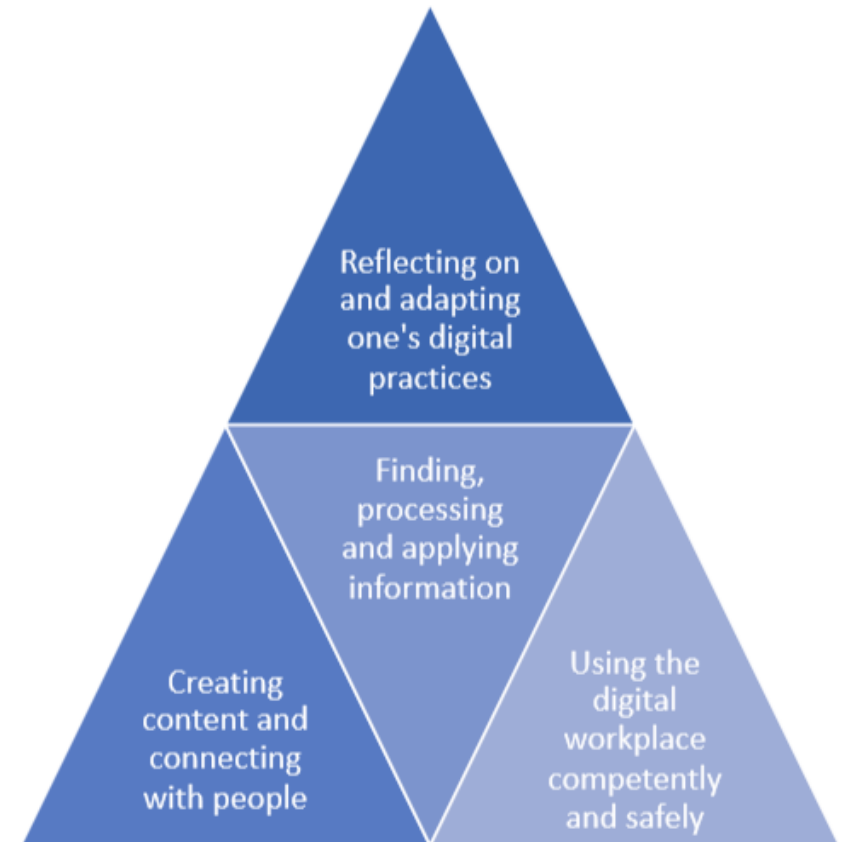 Reflecting on
and adapting
one's digital
practices
Finding,
processing
and applying
information
Creating
content and
connecting
with people
Using the
digital
workplace
competently
and safely